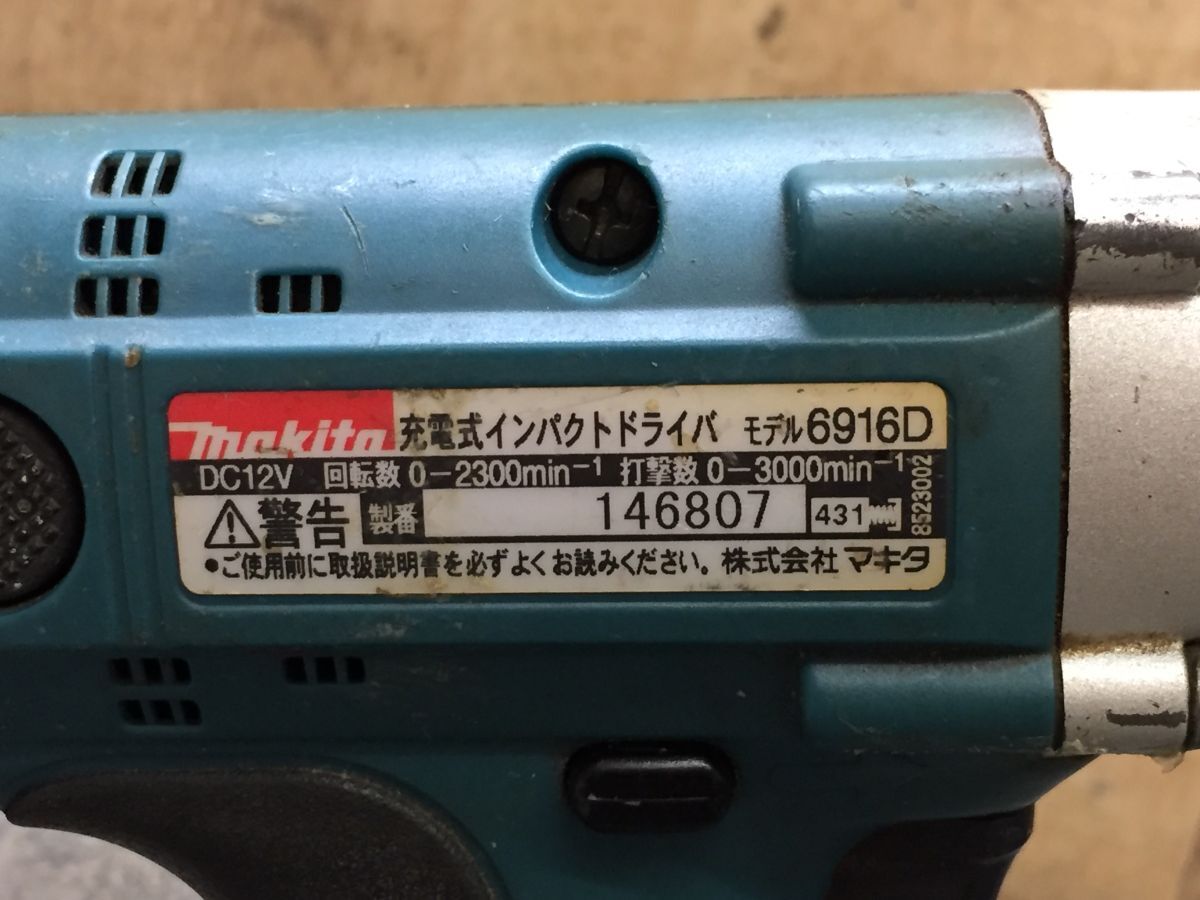 makita 充電式インパクトドライバ モデル6916D
DC12V 回転数 0-2300min⁻¹ 打撃数 0-3000min⁻¹
警告 製番 146807 431
8523002
●ご使用前に取扱説明書を必ずよくお読みください。株式会社 マキタ